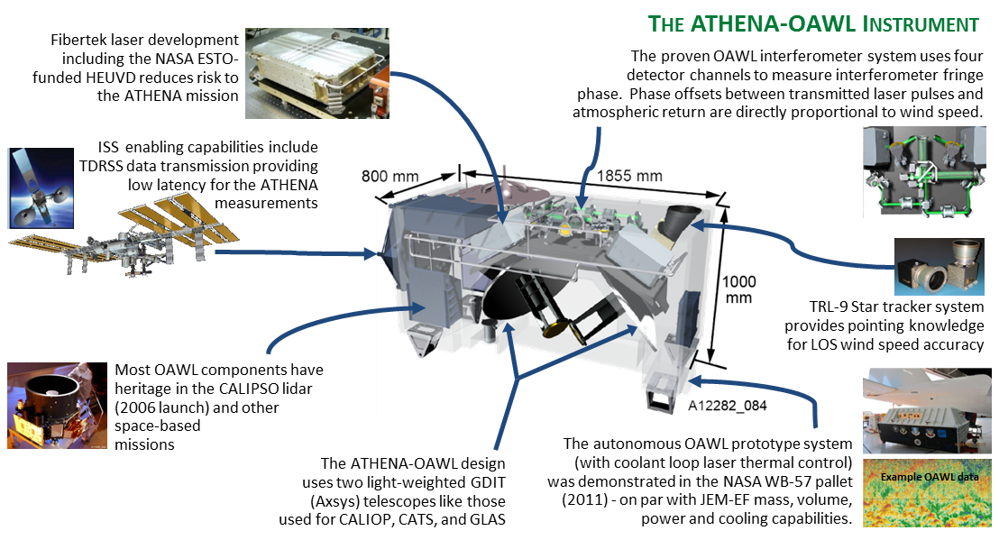 THE ATHENA-OAWL INSTRUMENT
Fibertek laser development
including the NASA ESTO-
funded HEUVD reduces risk to
the ATHENA mission
The proven OAWL interferometer system uses four
detector channels to measure interferometer fringe
phase. Phase offsets between transmitted laser pulses and
atmospheric return are directly proportional to wind speed.
ISS enabling capabilities include
TDRSS data transmission providing
low latency for the ATHENA
measurements
800 mm
1855 mm
1000
mm
TRL-9 Star tracker system
provides pointing knowledge
for LOS wind speed accuracy
Most OAWL components have
heritage in the CALIPSO lidar
(2006 launch) and other
space-based
missions
A12282_084
The ATHENA-OAWL design
uses two light-weighted GDIT
(Axsys) telescopes like those
used for CALIOP, CATS, and GLAS
The autonomous OAWL prototype system
(with coolant loop laser thermal control)
was demonstrated in the NASA WB-57 pallet
(2011) - on par with JEM-EF mass, volume,
power and cooling capabilities.
Example OAWL data